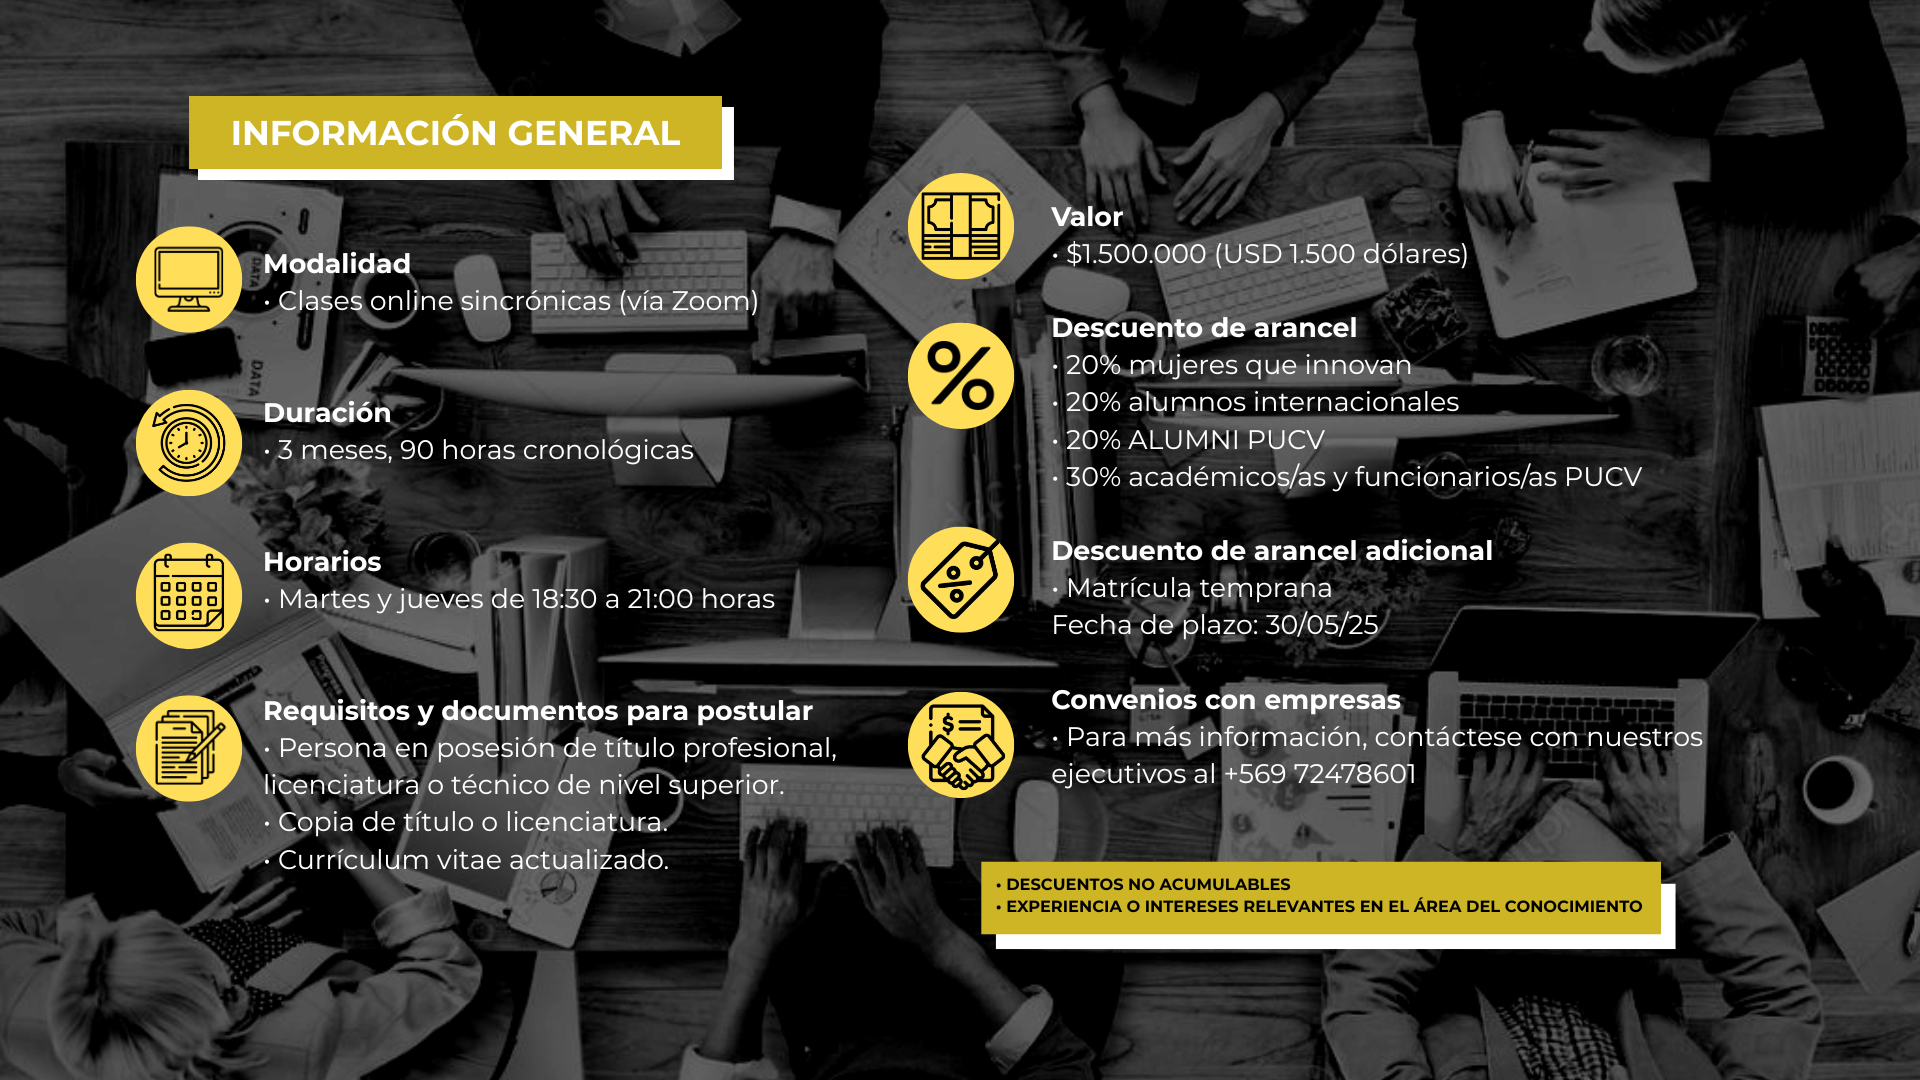 INFORMACIÓN GENERAL
Modalidad
• Clases online sincrónicas (vía Zoom)
Duración
• 3 meses, 90 horas cronológicas
Horarios
• Martes y jueves de 18:30 a 21:00 horas
Requisitos y documentos para postular
• Persona en posesión de título profesional,
licenciatura o técnico de nivel superior.
• Copia de título o licenciatura.
• Currículum vitae actualizado.
Valor
• $1.500.000 (USD 1.500 dólares)
Descuento de arancel
• 20% mujeres que innovan
• 20% alumnos internacionales
• 20% ALUMNI PUCV
• 30% académicos/as y funcionarios/as PUCV
Descuento de arancel adicional
• Matrícula temprana
Fecha de plazo: 30/05/25
Convenios con empresas
• Para más información, contáctese con nuestros
ejecutivos al +569 72478601
• DESCUENTOS NO ACUMULABLES
• EXPERIENCIA O INTERESES RELEVANTES EN EL ÁREA DEL CONOCIMIENTO
DATA
DATA